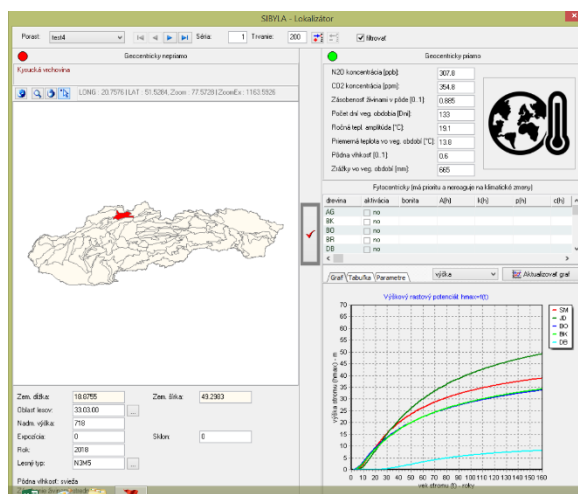 SIBYLA - Lokalizátor
Porast: test4 Séria: 1 Trvanie: 200 filtrovať
Geocenticky nepriamo
Kysucká vrchovina
LONG : 20.7576 | LAT : 51.5284, Zoom : 77.5728 | ZoomEx : 1163.5926
Zem. dĺžka: 18.8755 Zem. šírka: 49.2983
Oblasť lesov: 33.03.00 ...
Nadm. výška: 718
Expozícia: 0 Sklon: 0
Rok: 2018
Lesný typ: N3M5 ...
Pôdna vlhkosť: svieža
Geocenticky priamo
N2O koncentrácia [ppb]: 307.8
CO2 koncentrácia [ppm]: 354.8
Zásobenosť živinami v pôde [0..1]: 0.885
Počet dní veg. obdobia [Dni]: 133
Ročná tepl. amplitúda [°C]: 19.1
Priemerná teplota vo veg. období [°C]: 13.8
Pôdna vlhkosť [0..1]: 0.6
Zrážky vo veg. období [mm]: 665
Fytocenticky (má prioritu a nereaguje na klimatické zmeny)
drevina aktivácia bonita A(h) k(h) p(h) c(h)
AG no
BK no
BO no
BR no
DB no
Graf Tabuľka Parametre výška Aktualizovať graf
Výškový rastový potenciál hmax=f(t)
výška stromu (hmax) - m
70
65
60
55
50
45
40
35
30
25
20
15
10
5
0
SM
JD
BO
BK
DB
0 10 20 30 40 50 60 70 80 90 100 110 120 130 140 150 160
vek stromu (t) - roky